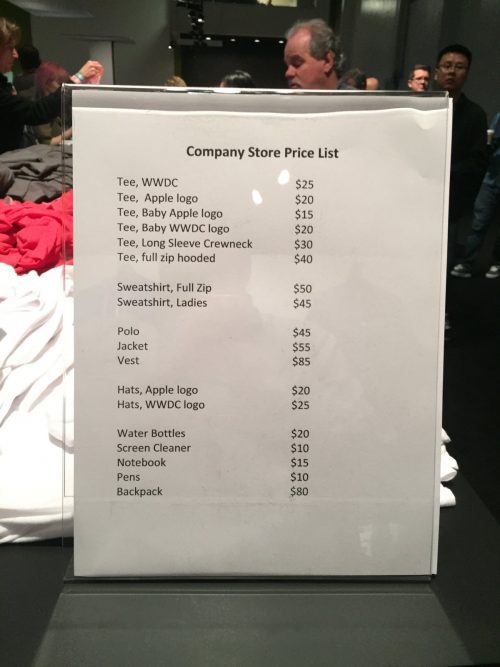 Company Store Price List
Tee, WWDC $25
Tee, Apple logo $20
Tee, Baby Apple logo $15
Tee, Baby WWDC logo $20
Tee, Long Sleeve Crewneck $30
Tee, full zip hooded $40
Sweatshirt, Full Zip $50
Sweatshirt, Ladies $45
Polo $45
Jacket $55
Vest $85
Hats, Apple logo $20
Hats, WWDC logo $25
Water Bottles $20
Screen Cleaner $10
Notebook $15
Pens $10
Backpack $80